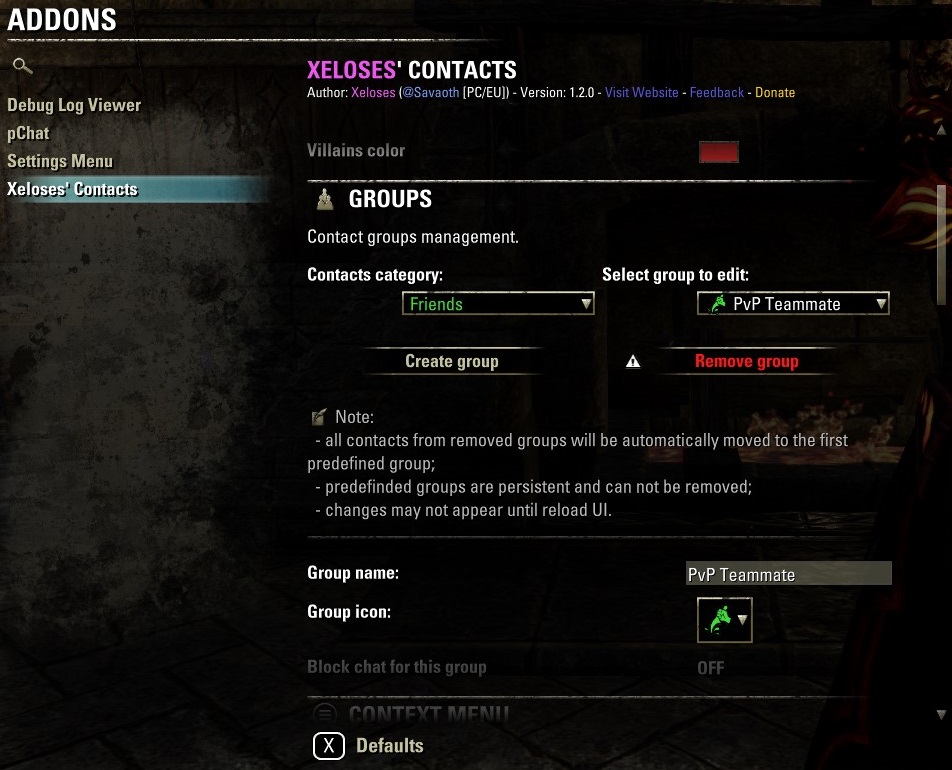 ADDONS
Debug Log Viewer
pChat
Settings Menu
Xeloses' Contacts
XELOSES' CONTACTS
Author: Xeloses (@Savaoth [PC/EU]) - Version: 1.2.0 - Visit Website - Feedback - Donate
Villains color
GROUPS
Contact groups management.
Contacts category:
Select group to edit:
Friends
PvP Teammate
Create group
Remove group
Note:
- all contacts from removed groups will be automatically moved to the first
predefined group;
- predefinded groups are persistent and can not be removed;
- changes may not appear until reload UI.
Group name:
PvP Teammate
Group icon:
Block chat for this group
OFF
CONTEXT MENU
X Defaults